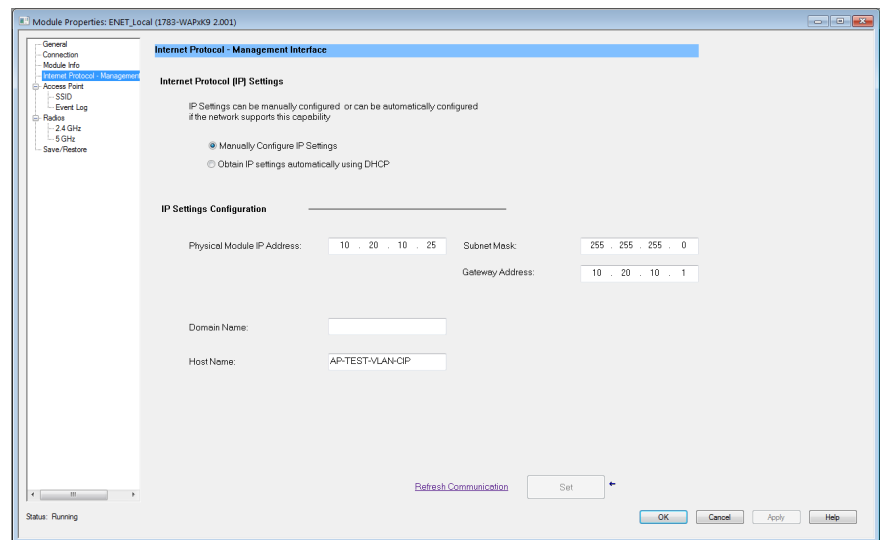 Module Properties: ENET_Local (1783-WAPxK9 2.001)
General
Connection
Module Info
Internet Protocol - Management
Access Point
SSID
Event Log
Radios
2.4 GHz
5 GHz
Save/Restore
Internet Protocol - Management Interface
Internet Protocol (IP) Settings
IP Settings can be manually configured or can be automatically configured
if the network supports this capability
Manually Configure IP Settings
Obtain IP settings automatically using DHCP
IP Settings Configuration
Physical Module IP Address: 10 . 20 . 10 . 25 Subnet Mask: 255 . 255 . 255 . 0
Gateway Address: 10 . 20 . 10 . 1
Domain Name:
Host Name: AP-TEST-VLAN-CIP
Refresh Communication Set
Status: Running
OK Cancel Apply Help